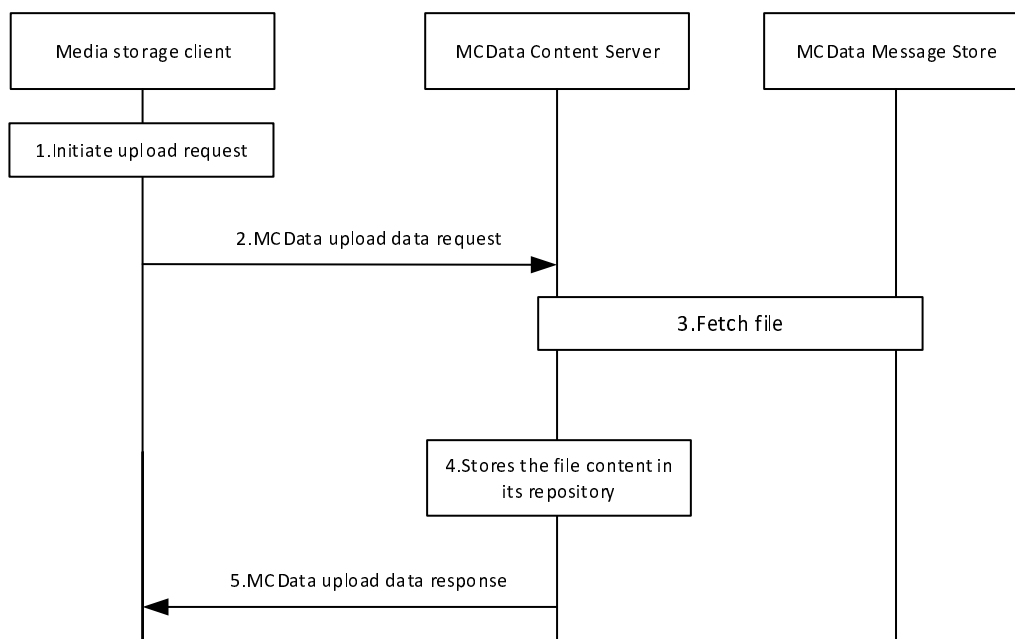 Media storage client
MCData Content Server
MCData Message Store
1.Initiate upload request
2.MCData upload data request
3.Fetch file
4.Stores the file content in
its repository
5.MCData upload data response